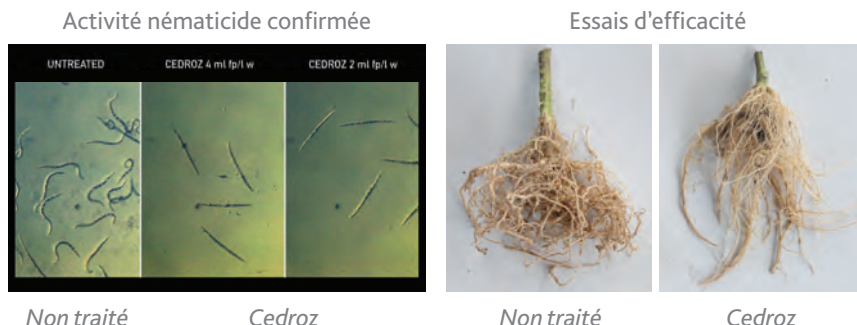 Activité nématicide confirmée
Essais d’efficacité
UNTREATED
CEDROZ 4 ml fp/l w
CEDROZ 2 ml fp/l w
Non traité
Cedroz
Non traité
Cedroz